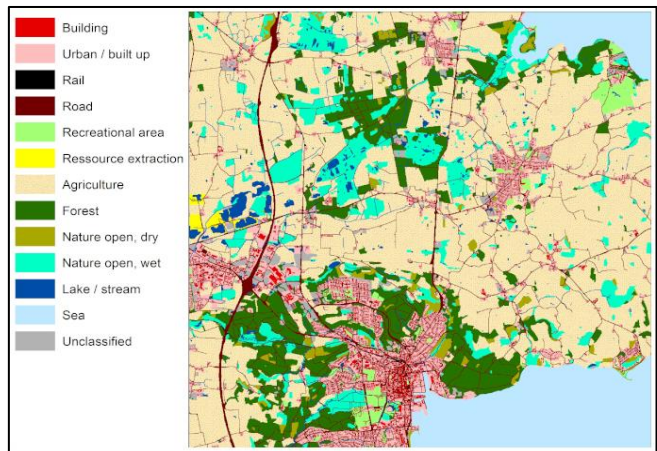 Building
Urban / built up
Rail
Road
Recreational area
Ressource extraction
Agriculture
Forest
Nature open, dry
Nature open, wet
Lake / stream
Sea
Unclassified